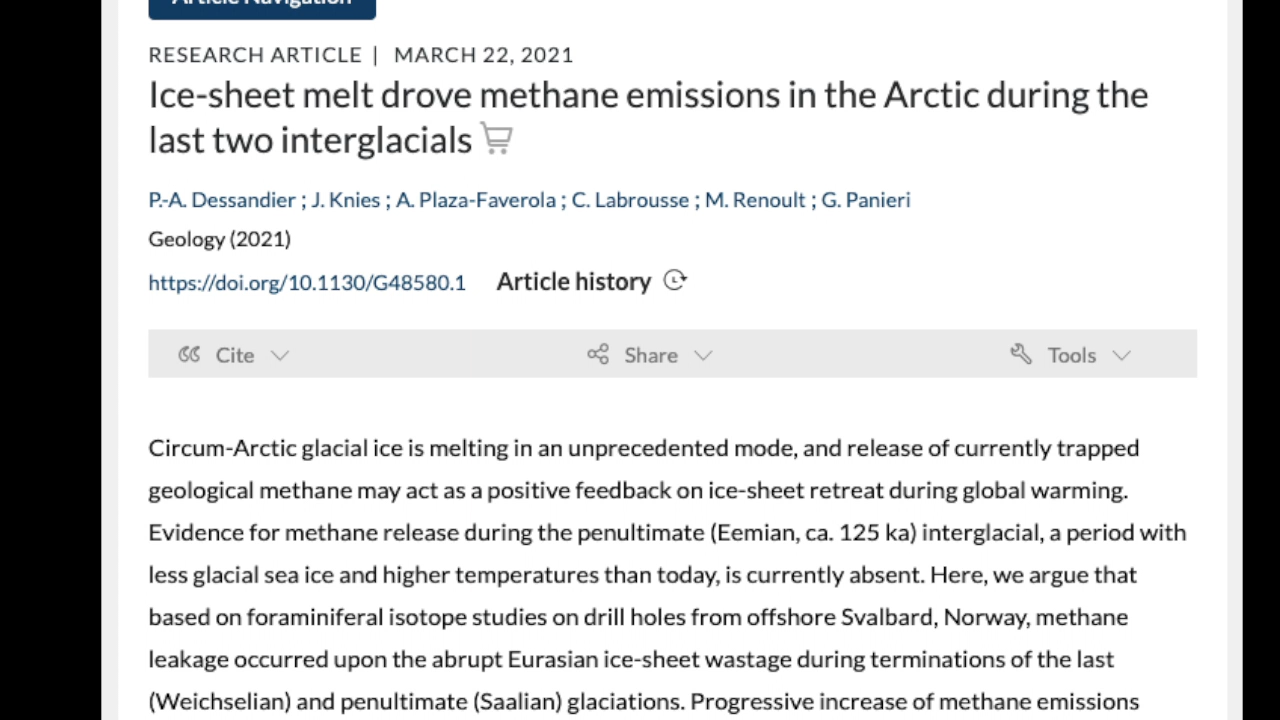 Article Navigation
RESEARCH ARTICLE | MARCH 22, 2021
Ice-sheet melt drove methane emissions in the Arctic during the
last two interglacials
P.-A. Dessandier ; J. Knies ; A. Plaza-Faverola ; C. Labrousse ; M. Renoult ; G. Panieri
Geology (2021)
https://doi.org/10.1130/G48580.1 Article history
Cite Share Tools
Circum-Arctic glacial ice is melting in an unprecedented mode, and release of currently trapped
geological methane may act as a positive feedback on ice-sheet retreat during global warming.
Evidence for methane release during the penultimate (Eemian, ca. 125 ka) interglacial, a period with
less glacial sea ice and higher temperatures than today, is currently absent. Here, we argue that
based on foraminiferal isotope studies on drill holes from offshore Svalbard, Norway, methane
leakage occurred upon the abrupt Eurasian ice-sheet wastage during terminations of the last
(Weichselian) and penultimate (Saalian) glaciations. Progressive increase of methane emissions